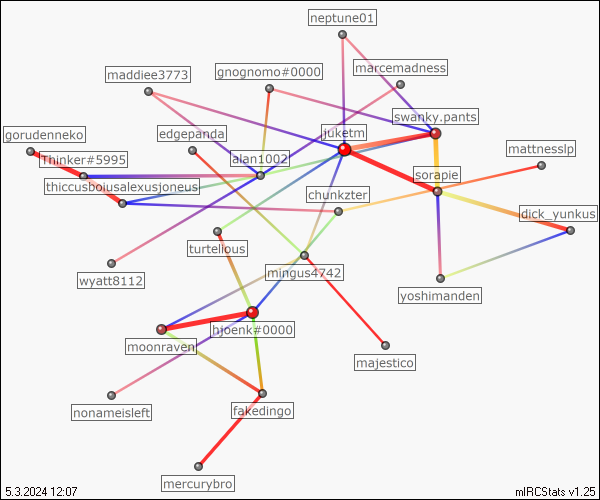 neptune01
marcemadness
gnognomo#0000
maddiee3773
swanky.pants
gorudenneko
edgepanda
juketm
mattnesslp
Thinker#5995
alan1002
sorapie
thiccusboiusalexusjoneus
chunkzter
dick_yunkus
turtellous
mingus4742
wyatt8112
yoshimanden
hjoenk#0000
moonraven
majestico
nonameisleft
fakedingo
mercurybro
5.3.2024 12:07
mIRCStats v1.25